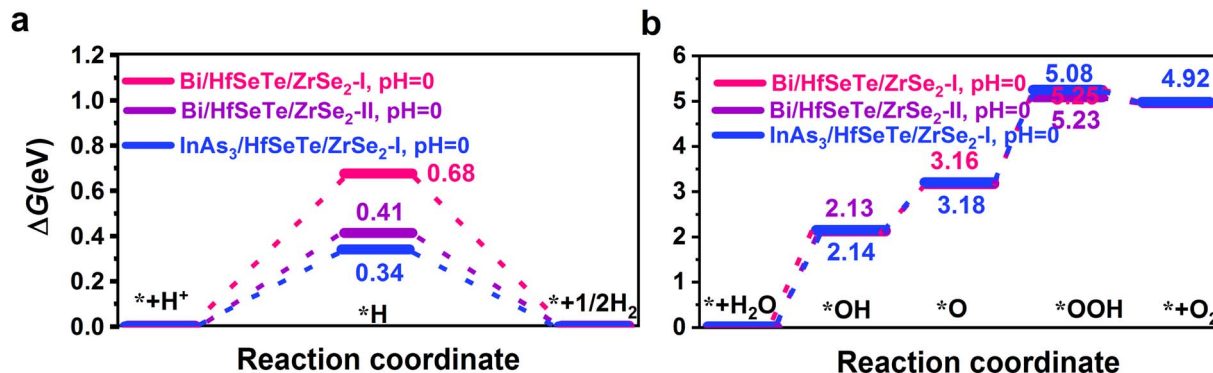 a
ΔG(eV)
1.2
1.0
0.8
0.6
0.4
0.2
0.0
Bi/HfSeTe/ZrSe₂-I, pH=0
Bi/HfSeTe/ZrSe₂-II, pH=0
InAs₃/HfSeTe/ZrSe₂-I, pH=0
0.68
0.41
0.34
*+H⁺
*H
*+1/2H₂
Reaction coordinate
b
6
5
4
3
2
1
0
Bi/HfSeTe/ZrSe₂-I, pH=0
Bi/HfSeTe/ZrSe₂-II, pH=0
InAs₃/HfSeTe/ZrSe₂-I, pH=0
5.08
5.25
5.23
4.92
3.16
3.18
2.13
2.14
*+H₂O
*OH
*O
*OOH
*+O₂
Reaction coordinate